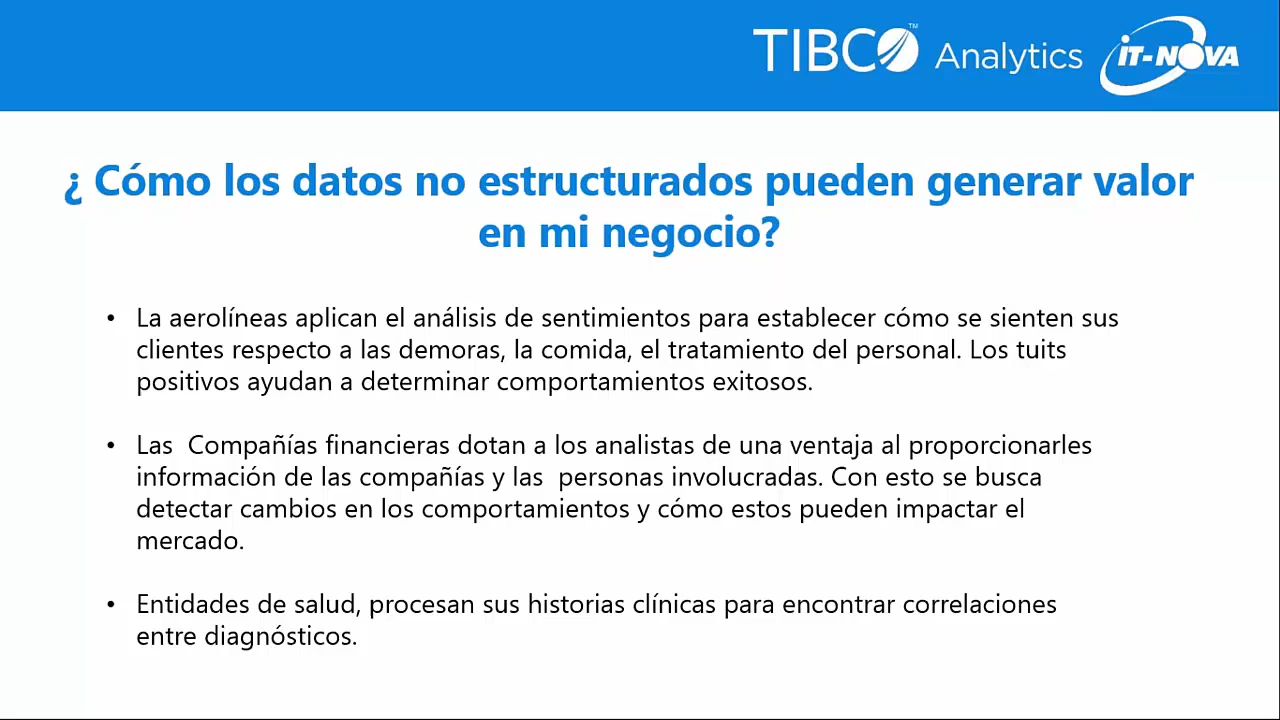 TIBCO™ Analytics iT-NOVA
¿ Cómo los datos no estructurados pueden generar valor
en mi negocio?
• La aerolíneas aplican el análisis de sentimientos para establecer cómo se sienten sus
clientes respecto a las demoras, la comida, el tratamiento del personal. Los tuits
positivos ayudan a determinar comportamientos exitosos.
• Las  Compañías financieras dotan a los analistas de una ventaja al proporcionarles
información de las compañías y las  personas involucradas. Con esto se busca
detectar cambios en los comportamientos y cómo estos pueden impactar el
mercado.
• Entidades de salud, procesan sus historias clínicas para encontrar correlaciones
entre diagnósticos.